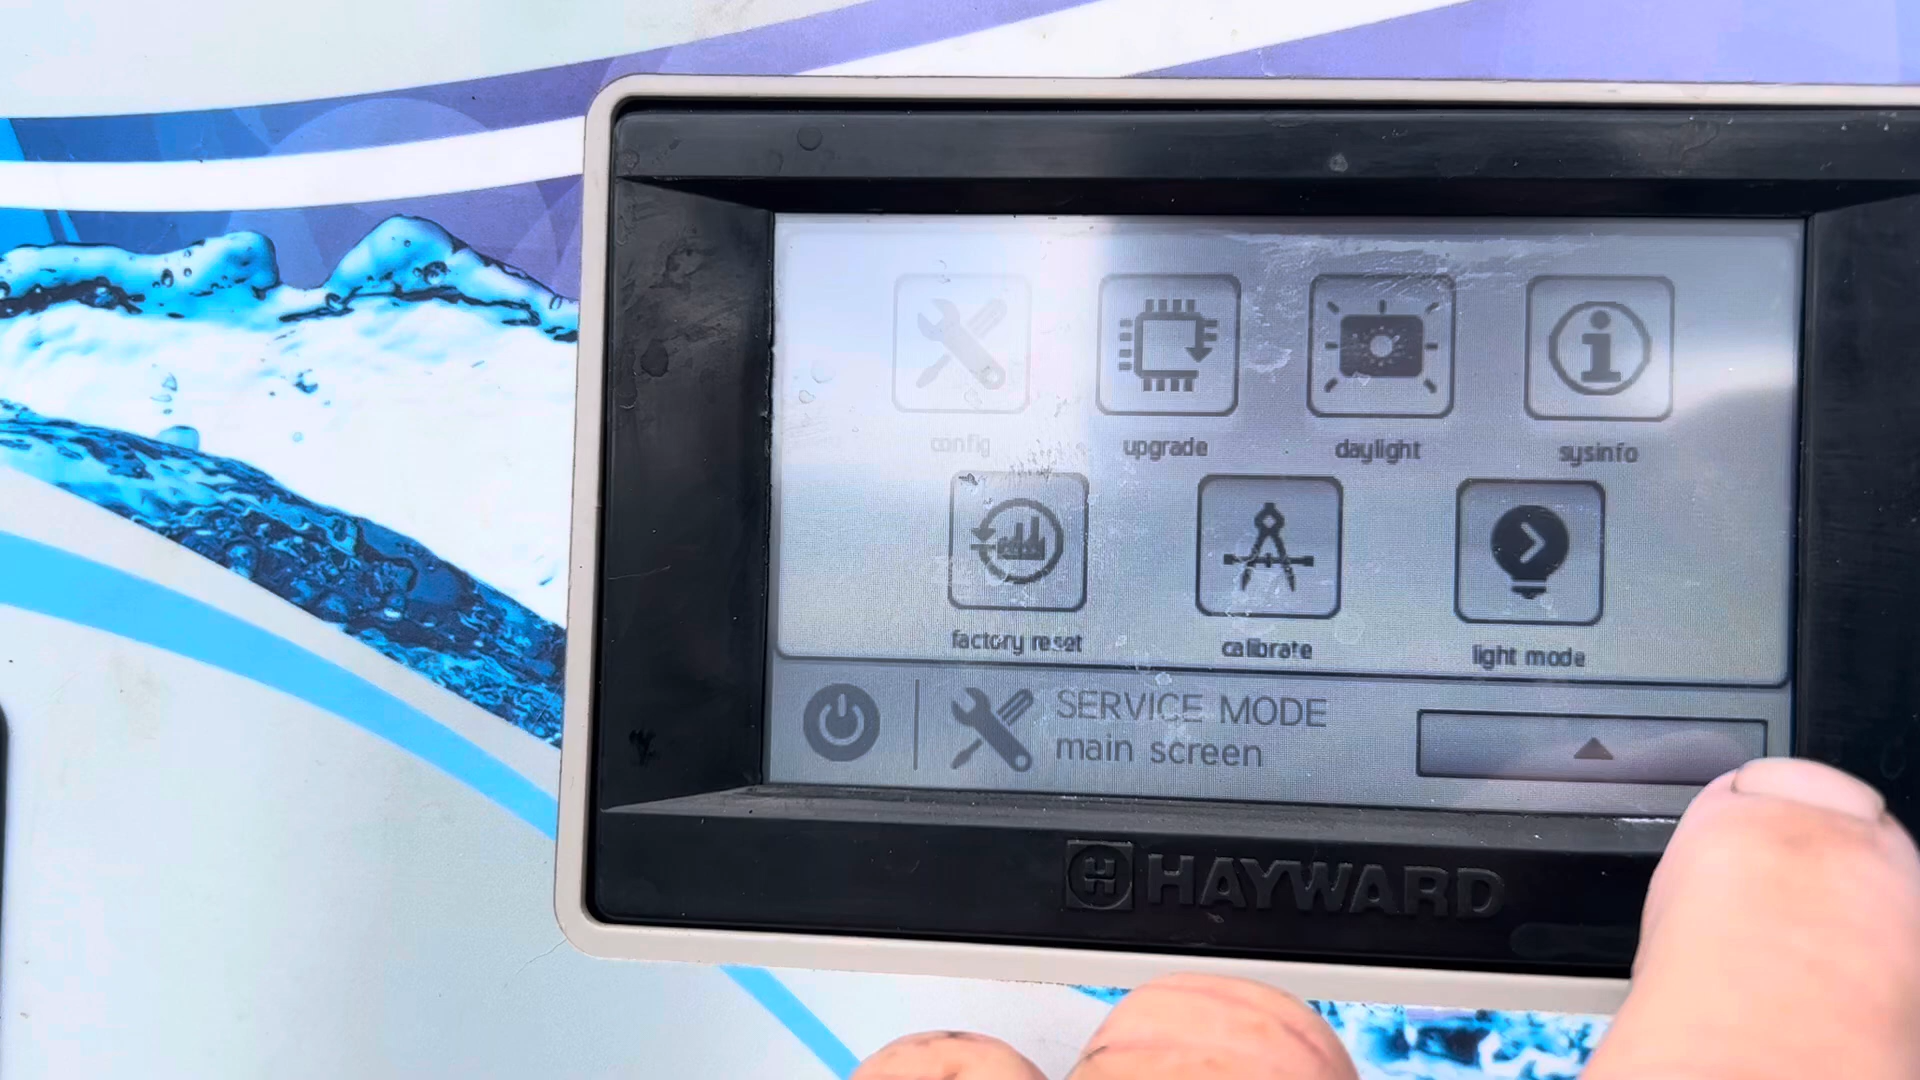 config upgrade daylight sysinfo
factory reset calibrate light mode
SERVICE MODE
main screen
HAYWARD